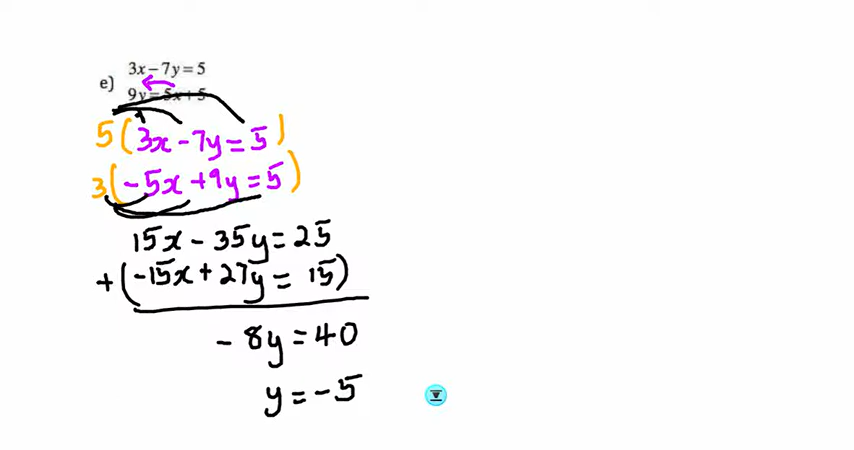 3x − 7y = 5
e)
9y = 5x + 5
5 (3x − 7y = 5)
3 (−5x + 9y = 5)
15x − 35y = 25
+ (−15x + 27y = 15)
− 8y = 40
y = −5